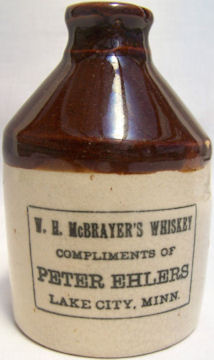 W. H. McBRAYER'S WHISKEY
COMPLIMENTS OF
PETER EHLERS
LAKE CITY, MINN.